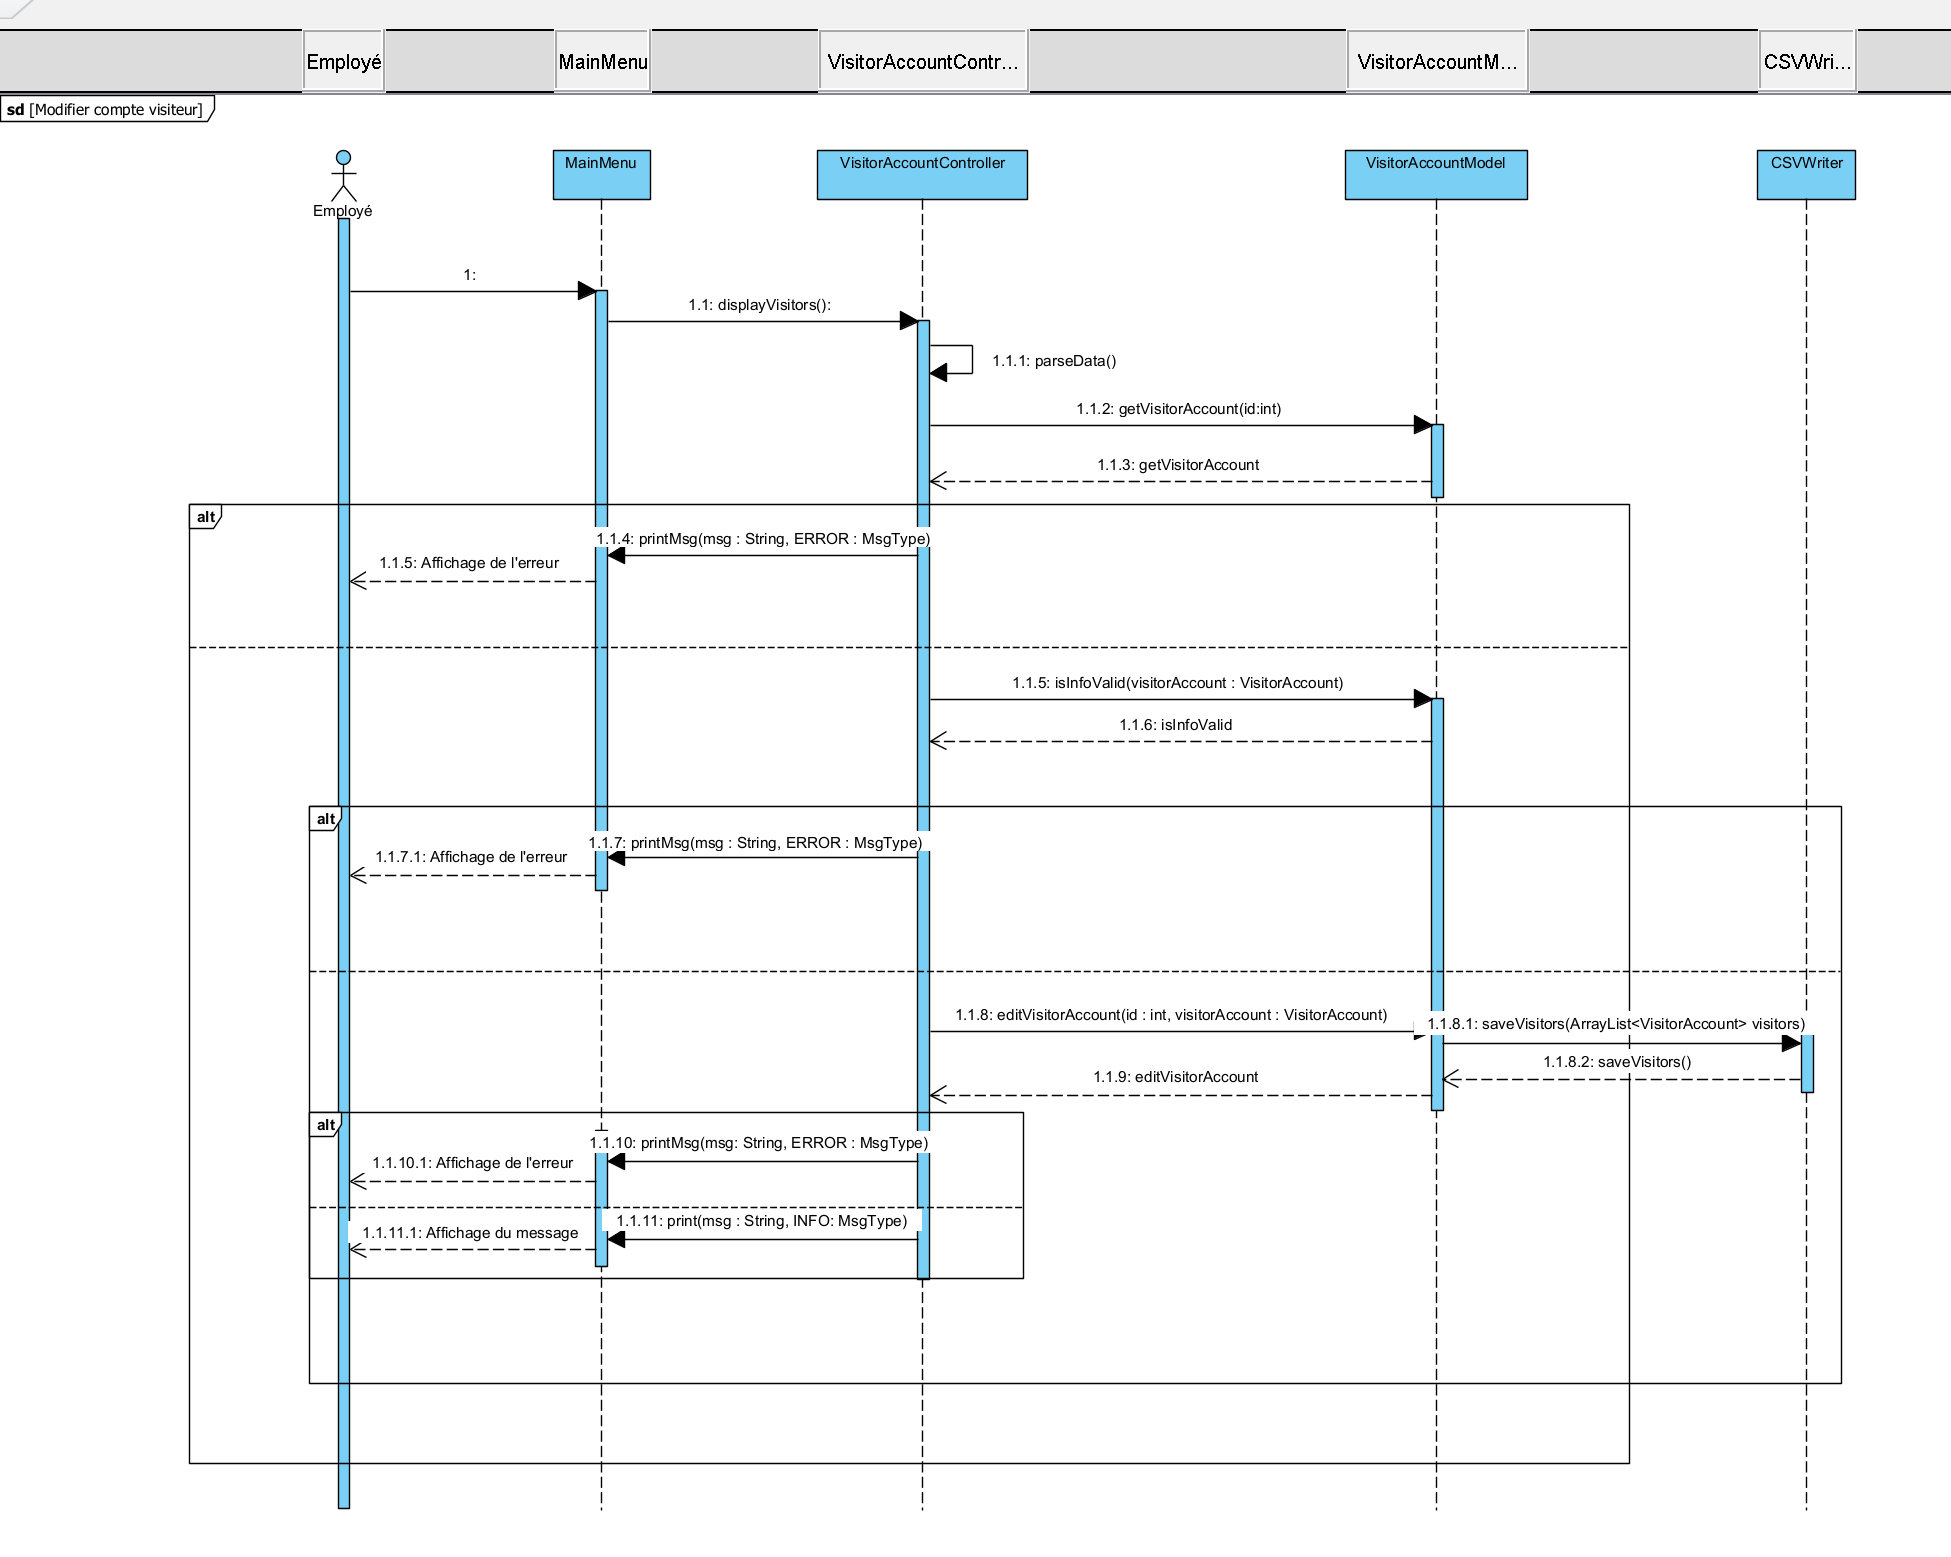 Employé
MainMenu
VisitorAccountContr...
VisitorAccountM...
CSVWri...
sd [Modifier compte visiteur]
MainMenu
VisitorAccountController
VisitorAccountModel
CSVWriter
Employé
1:
1.1: displayVisitors():
1.1.1: parseData()
1.1.2: getVisitorAccount(id:int)
1.1.3: getVisitorAccount
alt
1.1.4: printMsg(msg : String, ERROR : MsgType)
1.1.5: Affichage de l'erreur
1.1.5: isInfoValid(visitorAccount : VisitorAccount)
1.1.6: isInfoValid
alt
1.1.7: printMsg(msg : String, ERROR : MsgType)
1.1.7.1: Affichage de l'erreur
1.1.8: editVisitorAccount(id : int, visitorAccount : VisitorAccount)
1.1.8.1: saveVisitors(ArrayList<VisitorAccount> visitors)
1.1.8.2: saveVisitors()
1.1.9: editVisitorAccount
alt
1.1.10: printMsg(msg: String, ERROR : MsgType)
1.1.10.1: Affichage de l'erreur
1.1.11: print(msg : String, INFO: MsgType)
1.1.11.1: Affichage du message